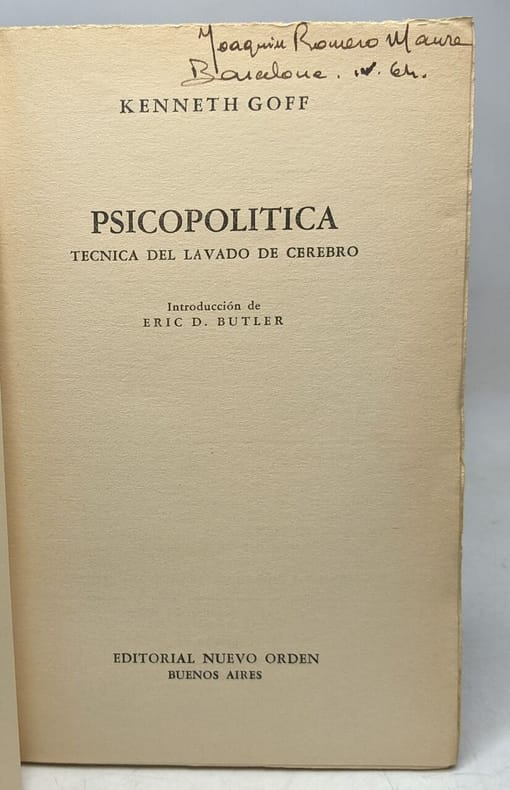 Joaquin Romero Maura
Barcelona. IV. 64.
KENNETH GOFF
PSICOPOLITICA
TECNICA DEL LAVADO DE CEREBRO
Introducción de
ERIC D. BUTLER
EDITORIAL NUEVO ORDEN
BUENOS AIRES